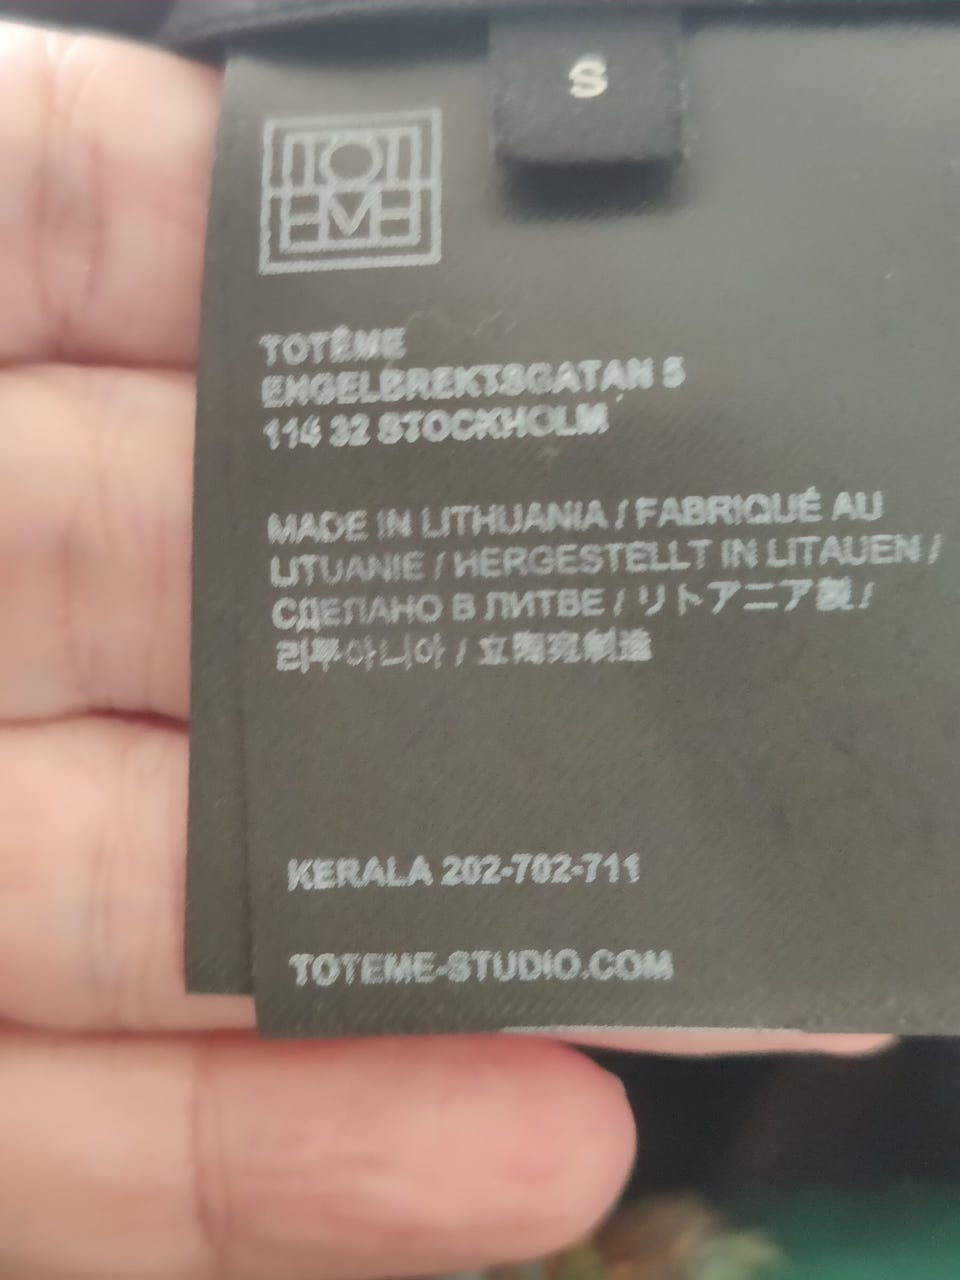 S
TOTÊME
TOTÊME
ENGELBREKTSGATAN 5
114 32 STOCKHOLM
MADE IN LITHUANIA / FABRIQUÉ AU
LITUANIE / HERGESTELLT IN LITAUEN /
СДЕЛАНО В ЛИТВЕ / リトアニア製 /
리투아니아 / 立陶宛制造
KERALA 202-702-711
TOTEME-STUDIO.COM